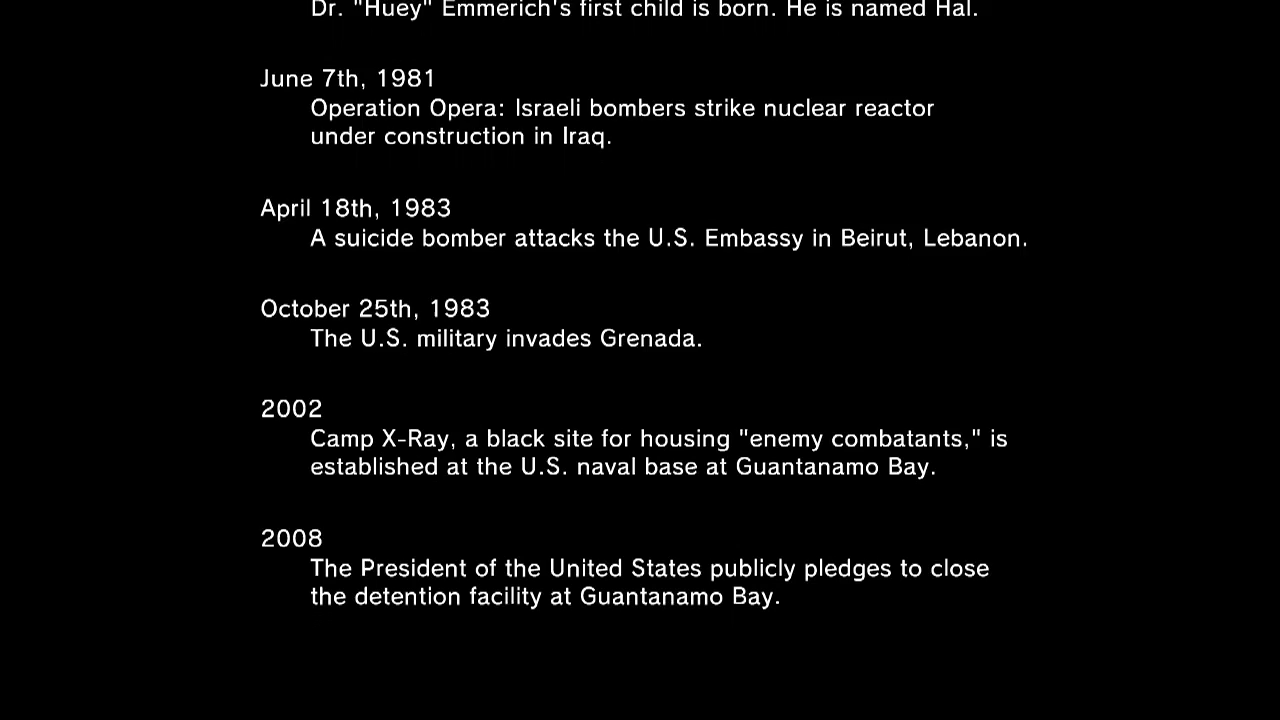 Dr. "Huey" Emmerich's first child is born. He is named Hal.
June 7th, 1981
Operation Opera: Israeli bombers strike nuclear reactor
under construction in Iraq.
April 18th, 1983
A suicide bomber attacks the U.S. Embassy in Beirut, Lebanon.
October 25th, 1983
The U.S. military invades Grenada.
2002
Camp X-Ray, a black site for housing "enemy combatants," is
established at the U.S. naval base at Guantanamo Bay.
2008
The President of the United States publicly pledges to close
the detention facility at Guantanamo Bay.